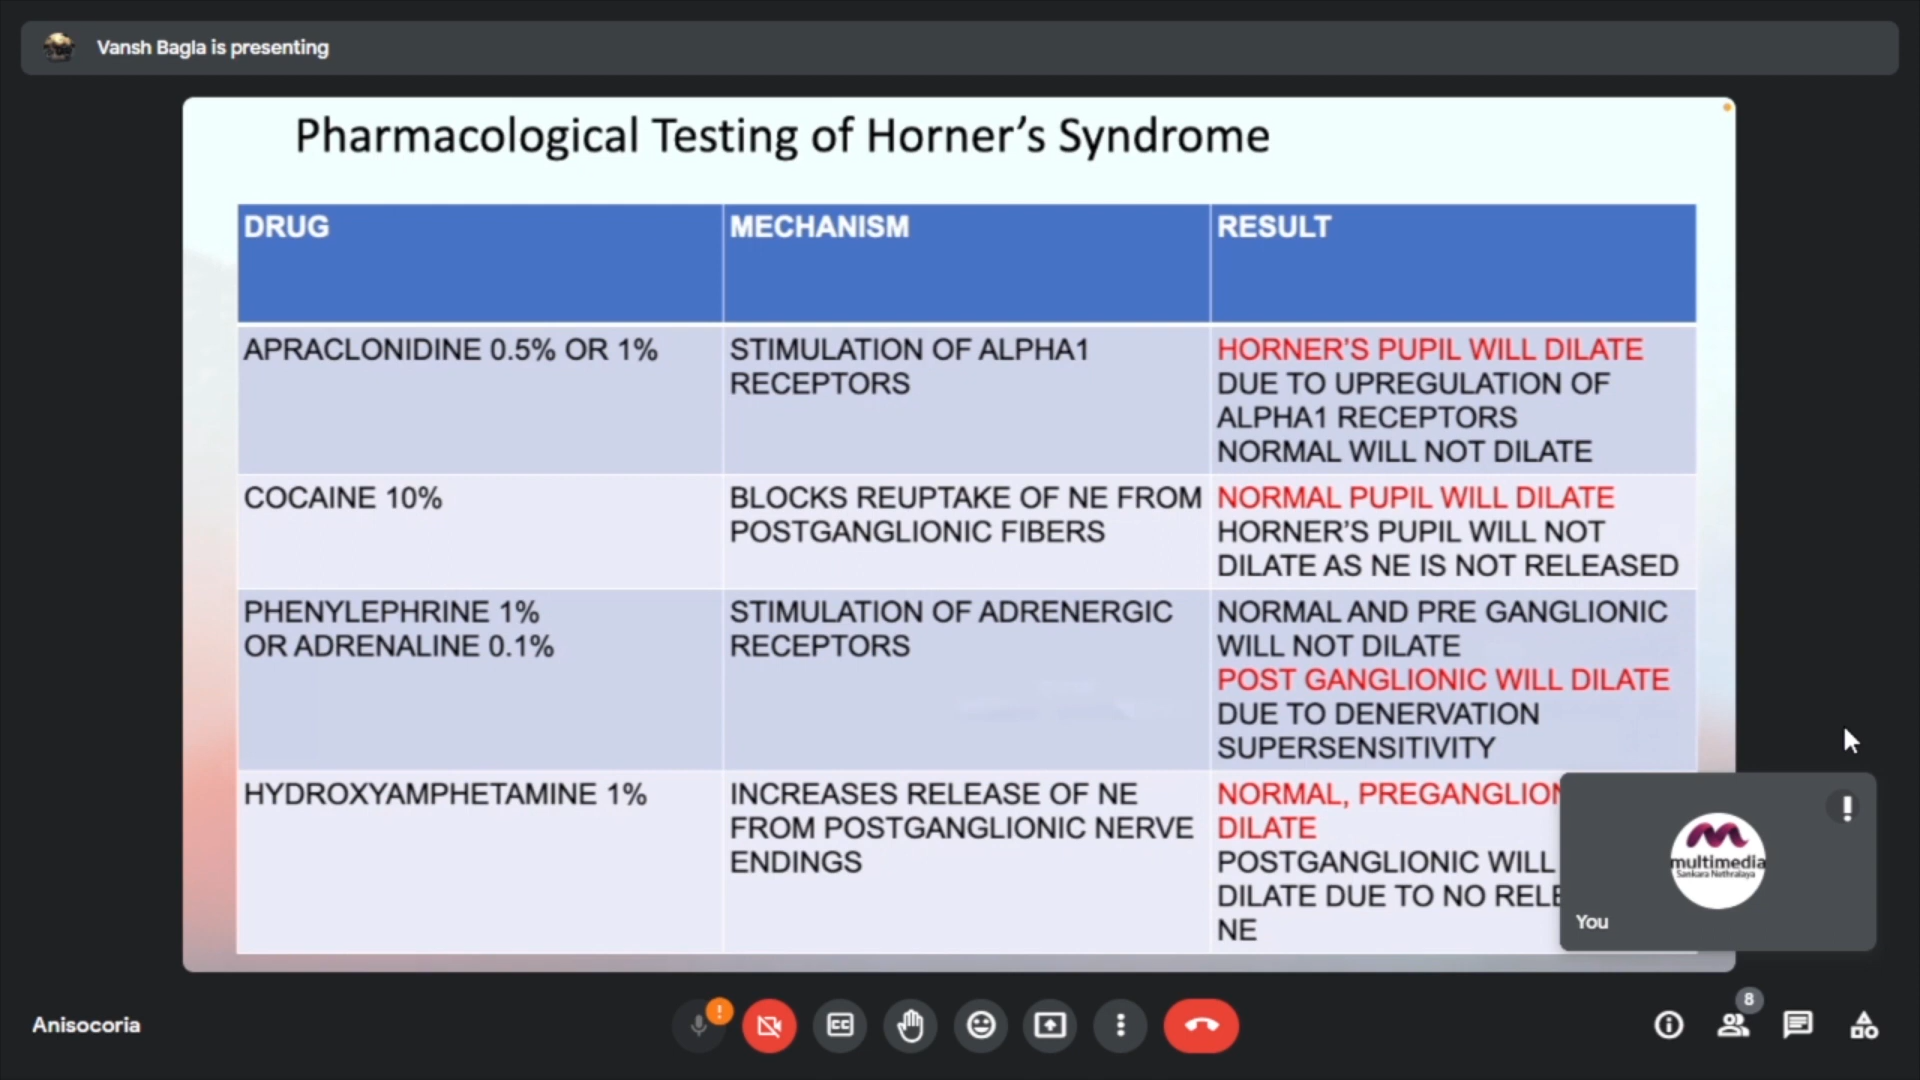 Vansh Bagla is presenting
Pharmacological Testing of Horner's Syndrome
DRUG
MECHANISM
RESULT
APRACLONIDINE 0.5% OR 1%
STIMULATION OF ALPHA1
RECEPTORS
HORNER'S PUPIL WILL DILATE
DUE TO UPREGULATION OF
ALPHA1 RECEPTORS
NORMAL WILL NOT DILATE
COCAINE 10%
BLOCKS REUPTAKE OF NE FROM
POSTGANGLIONIC FIBERS
NORMAL PUPIL WILL DILATE
HORNER'S PUPIL WILL NOT
DILATE AS NE IS NOT RELEASED
PHENYLEPHRINE 1%
OR ADRENALINE 0.1%
STIMULATION OF ADRENERGIC
RECEPTORS
NORMAL AND PRE GANGLIONIC
WILL NOT DILATE
POST GANGLIONIC WILL DILATE
DUE TO DENERVATION
SUPERSENSITIVITY
HYDROXYAMPHETAMINE 1%
INCREASES RELEASE OF NE
FROM POSTGANGLIONIC NERVE
ENDINGS
NORMAL,
DILATE
POSTGANGLIONIC WILL
DILATE DUE TO NO
NE
multimedia
Sankara Nethralaya
You
Anisocoria
CC
8